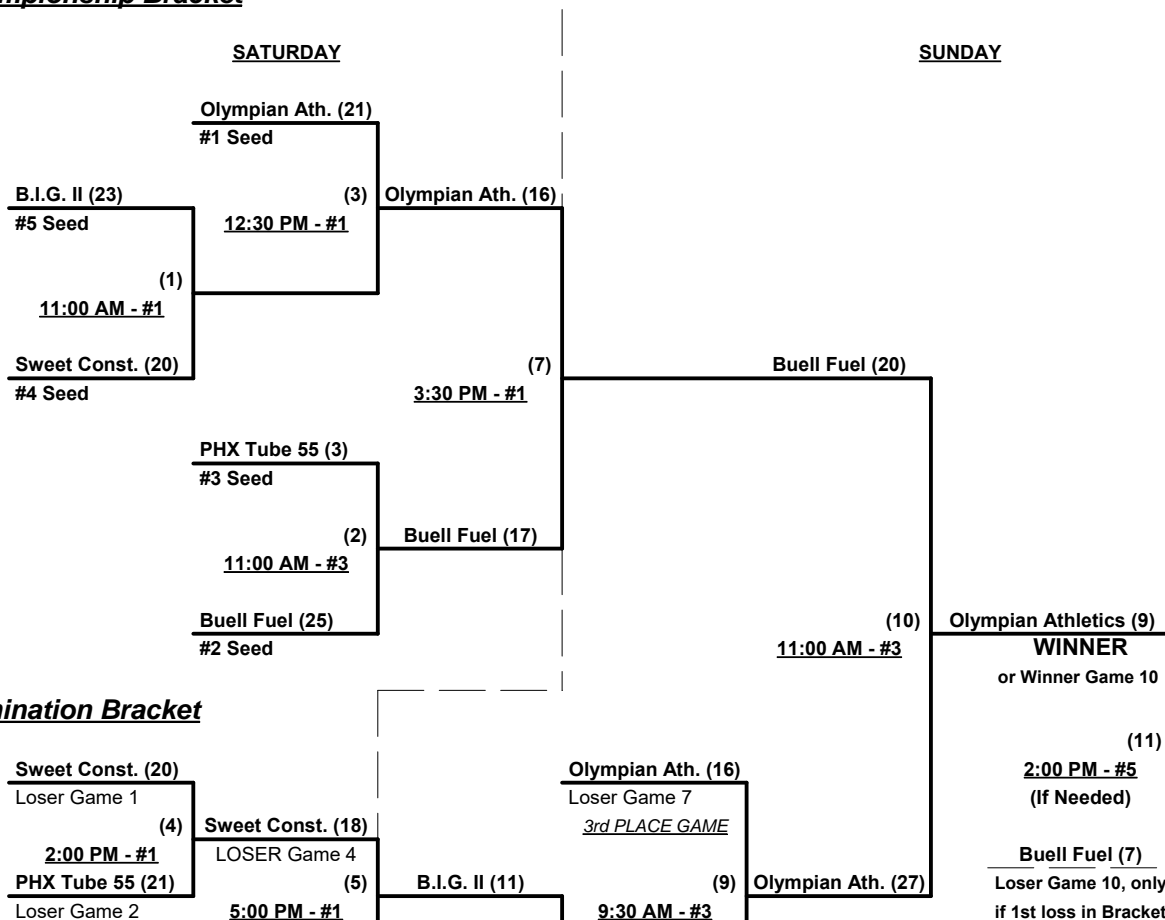 SATURDAY
SUNDAY
Olympian Ath. (21)
#1 Seed
B.I.G. II (23)
(3)
Olympian Ath. (16)
#5 Seed
12:30 PM - #1
(1)
11:00 AM - #1
Sweet Const. (20)
(7)
Buell Fuel (20)
#4 Seed
3:30 PM - #1
PHX Tube 55 (3)
#3 Seed
(2)
Buell Fuel (17)
11:00 AM - #3
Buell Fuel (25)
(10)
Olympian Athletics (9)
#2 Seed
11:00 AM - #3
WINNER
or Winner Game 10
Bracket
(11)
Sweet Const. (20)
Olympian Ath. (16)
2:00 PM - #5
Loser Game 1
Loser Game 7
(If Needed)
(4)
Sweet Const. (18)
3rd PLACE GAME
2:00 PM - #1
LOSER Game 4
Buell Fuel (7)
PHX Tube 55 (21)
(5)
B.I.G. II (11)
(9)
Olympian Ath. (27)
Loser Game 10, only
Loser Game 2
5:00 PM - #1
9:30 AM - #3
if 1st loss in Bracket